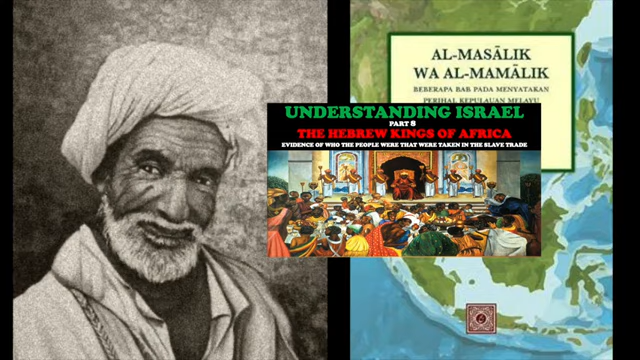 AL-MASĀLIK
WA AL-MAMĀLIK
BEBERAPA BAB PADA MENYATAKAN
PERIHAL KEPULAUAN MELAYU
UNDERSTANDING ISRAEL
PART 8
THE HEBREW KINGS OF AFRICA
EVIDENCE OF WHO THE PEOPLE WERE THAT WERE TAKEN IN THE SLAVE TRADE